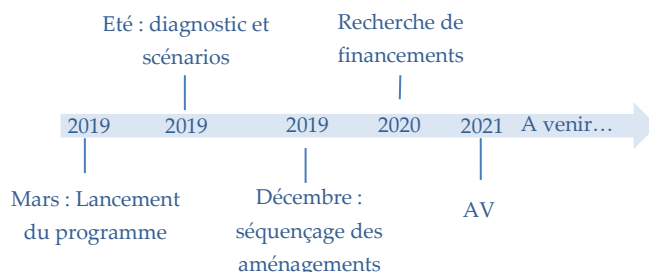 Eté : diagnostic et
scénarios
Recherche de
financements
2019 2019 2019 2020 2021 A venir…
Mars : Lancement
du programme
Décembre :
séquençage des
aménagements
AV